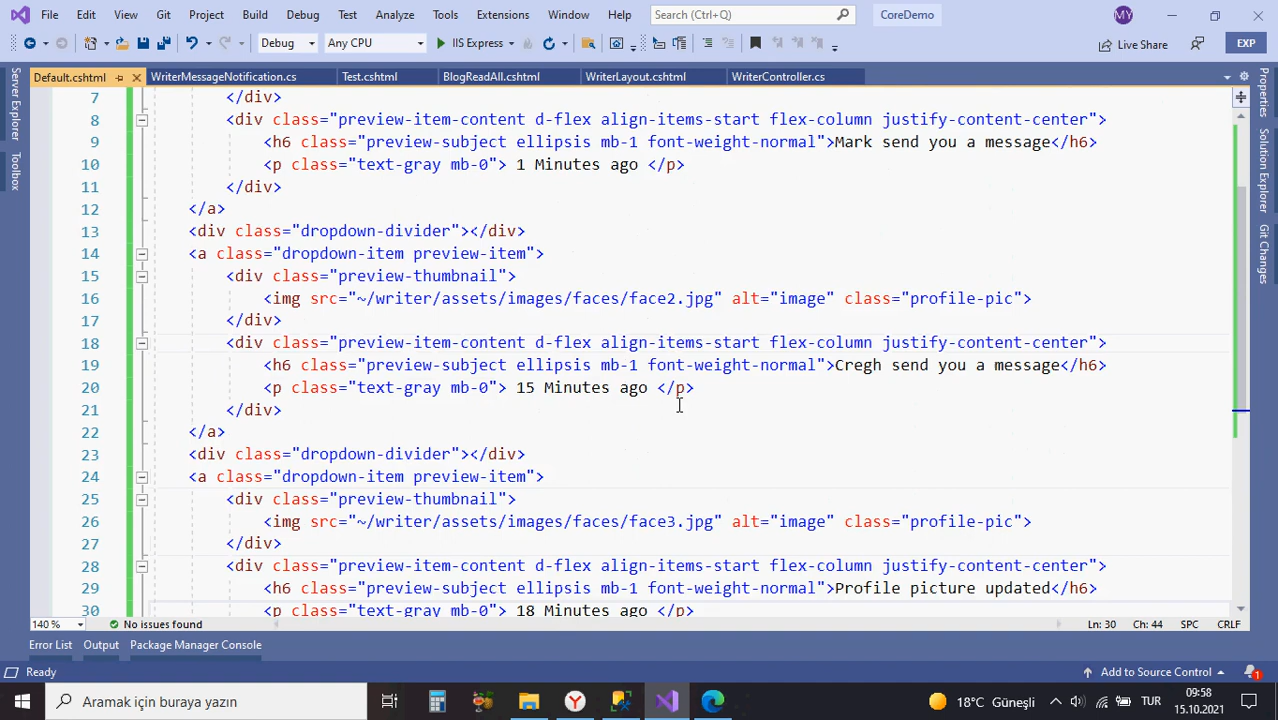 File Edit View Git Project Build Debug Test Analyze Tools Extensions Window Help Search (Ctrl+Q) CoreDemo MY
Debug Any CPU IIS Express Live Share EXP
Default.cshtml WriterMessageNotification.cs Test.cshtml BlogReadAll.cshtml WriterLayout.cshtml WriterController.cs
Server Explorer
Toolbox
Properties
Solution Explorer
Git Changes
7 </div>
8 <div class="preview-item-content d-flex align-items-start flex-column justify-content-center">
9 <h6 class="preview-subject ellipsis mb-1 font-weight-normal">Mark send you a message</h6>
10 <p class="text-gray mb-0"> 1 Minutes ago </p>
11 </div>
12 </a>
13 <div class="dropdown-divider"></div>
14 <a class="dropdown-item preview-item">
15 <div class="preview-thumbnail">
16 <img src="~/writer/assets/images/faces/face2.jpg" alt="image" class="profile-pic">
17 </div>
18 <div class="preview-item-content d-flex align-items-start flex-column justify-content-center">
19 <h6 class="preview-subject ellipsis mb-1 font-weight-normal">Cregh send you a message</h6>
20 <p class="text-gray mb-0"> 15 Minutes ago </p>
21 </div>
22 </a>
23 <div class="dropdown-divider"></div>
24 <a class="dropdown-item preview-item">
25 <div class="preview-thumbnail">
26 <img src="~/writer/assets/images/faces/face3.jpg" alt="image" class="profile-pic">
27 </div>
28 <div class="preview-item-content d-flex align-items-start flex-column justify-content-center">
29 <h6 class="preview-subject ellipsis mb-1 font-weight-normal">Profile picture updated</h6>
30 <p class="text-gray mb-0"> 18 Minutes ago </p>
140 % No issues found Ln: 30 Ch: 44 SPC CRLF
Error List Output Package Manager Console
Ready Add to Source Control 1
Aramak için buraya yazın 18°C Güneşli TUR 09:58
15.10.2021